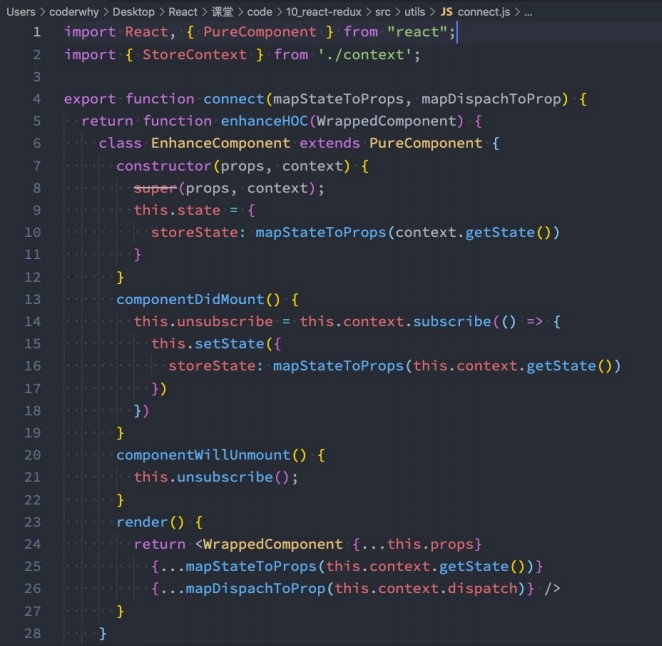 Users > coderwhy > Desktop > React > 课堂 > code > 10_react-redux > src > utils > JS connect.js > ...
1 import React, { PureComponent } from "react";
2 import { StoreContext } from './context';
3
4 export function connect(mapStateToProps, mapDispachToProp) {
5 return function enhanceHOC(WrappedComponent) {
6 class EnhanceComponent extends PureComponent {
7 constructor(props, context) {
8 super(props, context);
9 this.state = {
10 storeState: mapStateToProps(context.getState())
11 }
12 }
13 componentDidMount() {
14 this.unsubscribe = this.context.subscribe(() => {
15 this.setState({
16 storeState: mapStateToProps(this.context.getState())
17 })
18 })
19 }
20 componentWillUnmount() {
21 this.unsubscribe();
22 }
23 render() {
24 return <WrappedComponent {...this.props}
25 {...mapStateToProps(this.context.getState())}
26 {...mapDispachToProp(this.context.dispatch)} />
27 }
28 }